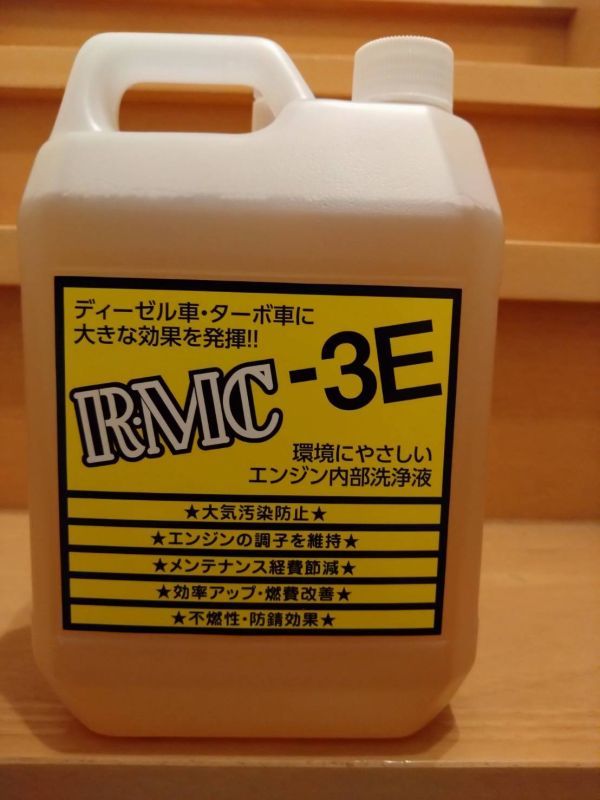 ディーゼル車・ターボ車に
大きな効果を発揮!!
RMC-3E
環境にやさしい
エンジン内部洗浄液
★大気汚染防止★
★エンジンの調子を維持★
★メンテナンス経費節減★
★効率アップ・燃費改善★
★不燃性・防錆効果★